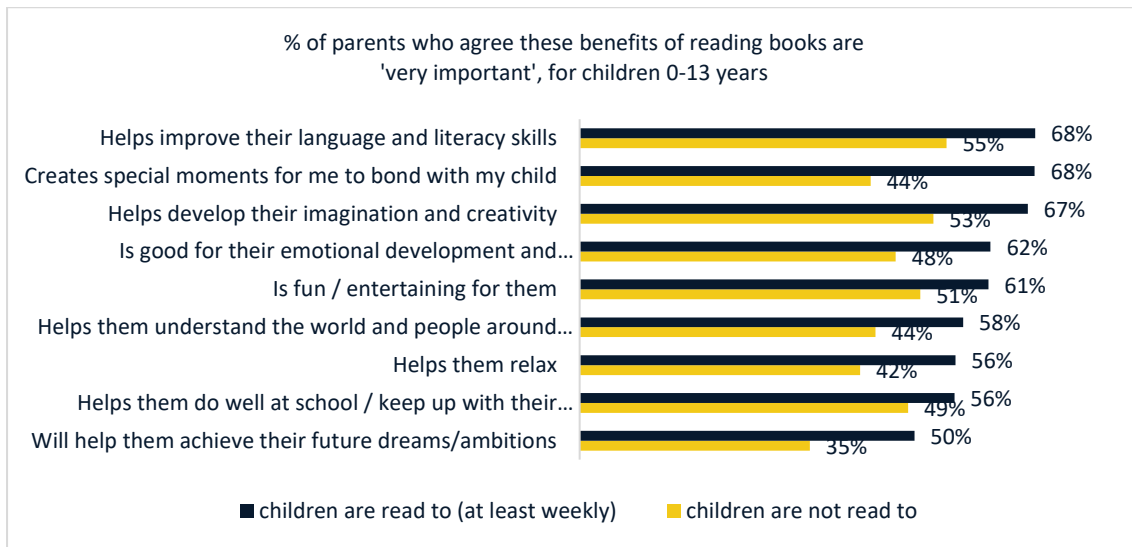 % of parents who agree these benefits of reading books are
'very important', for children 0-13 years
Helps improve their language and literacy skills
68%
55%
Creates special moments for me to bond with my child
68%
44%
Helps develop their imagination and creativity
67%
53%
Is good for their emotional development and...
62%
48%
Is fun / entertaining for them
61%
51%
Helps them understand the world and people around...
58%
44%
Helps them relax
56%
42%
Helps them do well at school / keep up with their...
56%
49%
Will help them achieve their future dreams/ambitions
50%
35%
children are read to (at least weekly)
children are not read to